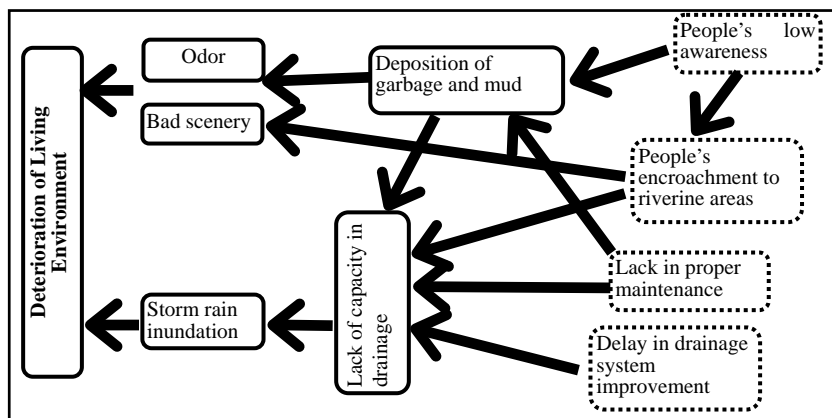 Deterioration of Living
Environment
Odor
Bad scenery
Storm rain
inundation
Deposition of
garbage and mud
Lack of capacity in
drainage
People's low
awareness
People's
encroachment to
riverine areas
Lack in proper
maintenance
Delay in drainage
system
improvement